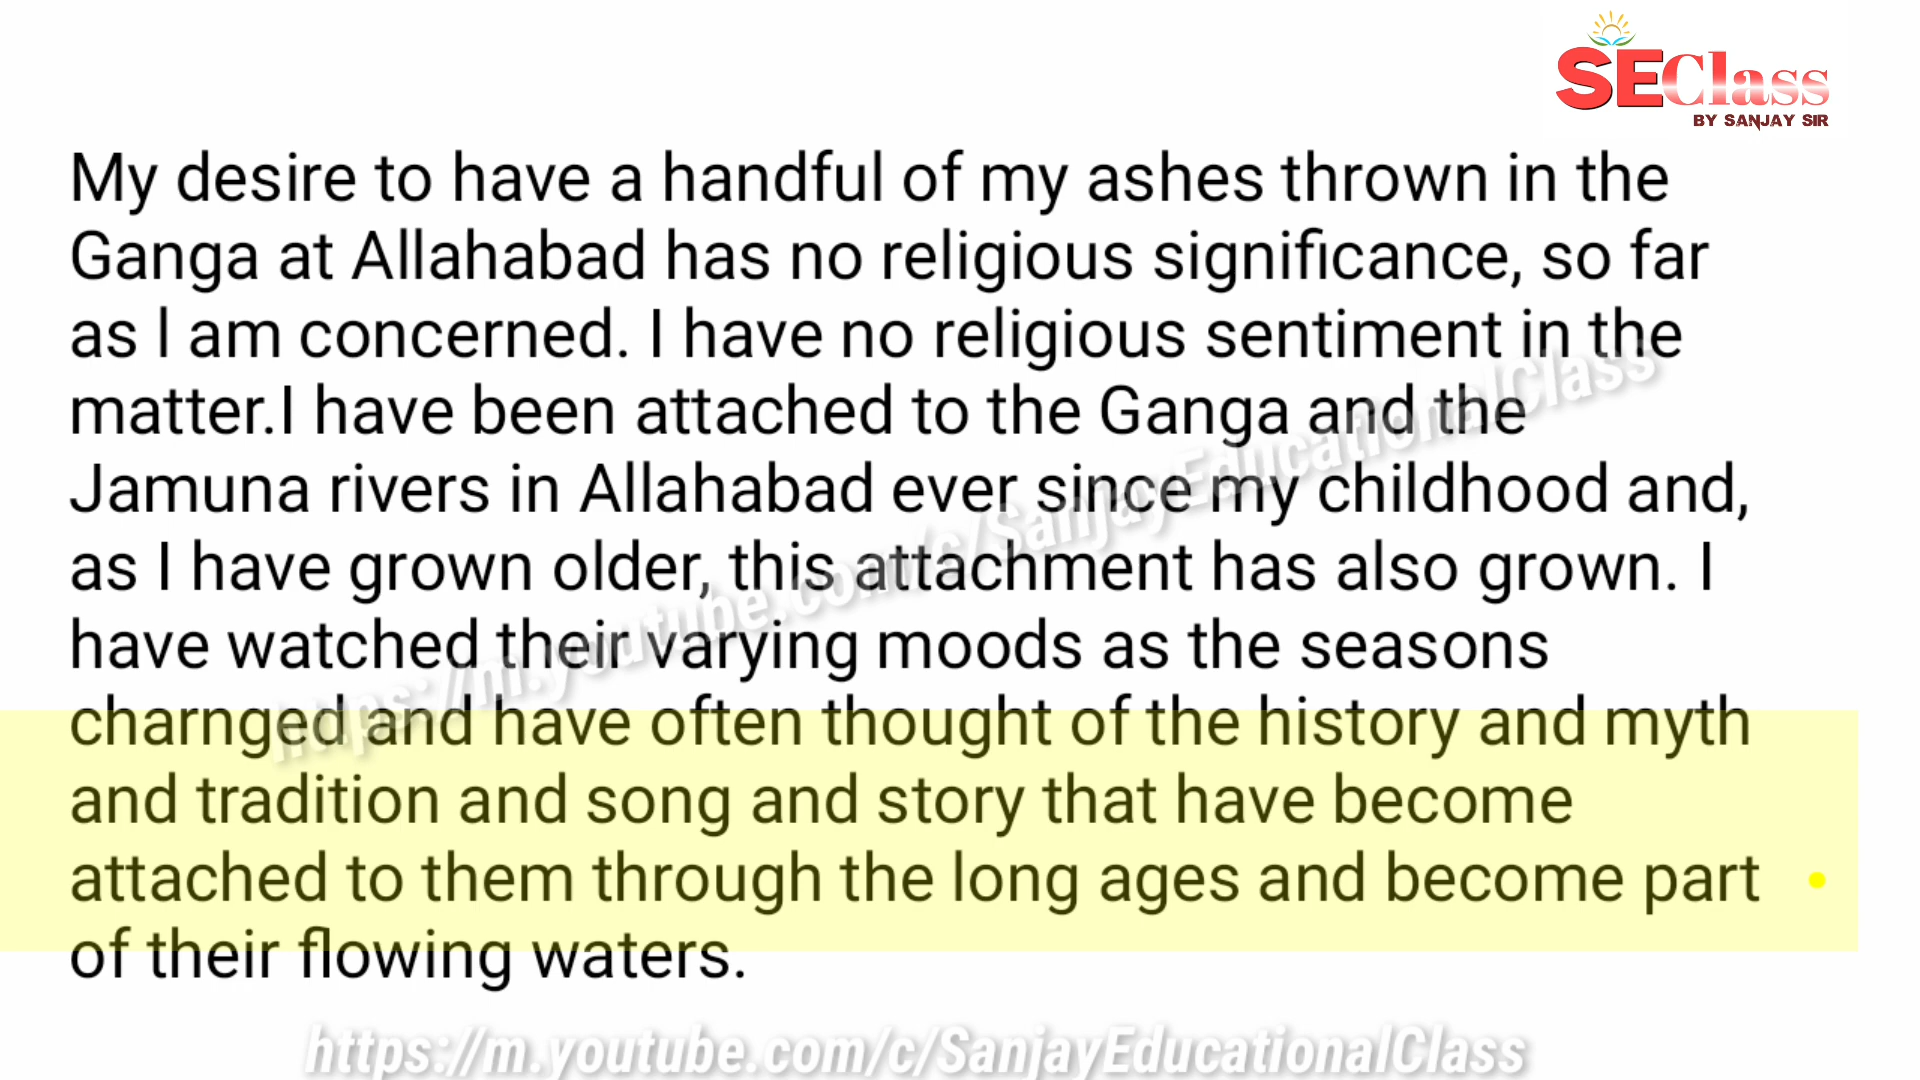 SEClass
BY SANJAY SIR
My desire to have a handful of my ashes thrown in the
Ganga at Allahabad has no religious significance, so far
as l am concerned. I have no religious sentiment in the
matter.I have been attached to the Ganga and the
Jamuna rivers in Allahabad ever since my childhood and,
as I have grown older, this attachment has also grown. I
have watched their varying moods as the seasons
charnged and have often thought of the history and myth
and tradition and song and story that have become
attached to them through the long ages and become part
of their flowing waters.
https://m.youtube.com/c/SanjayEducationalClass
https://m.youtube.com/c/SanjayEducationalClass